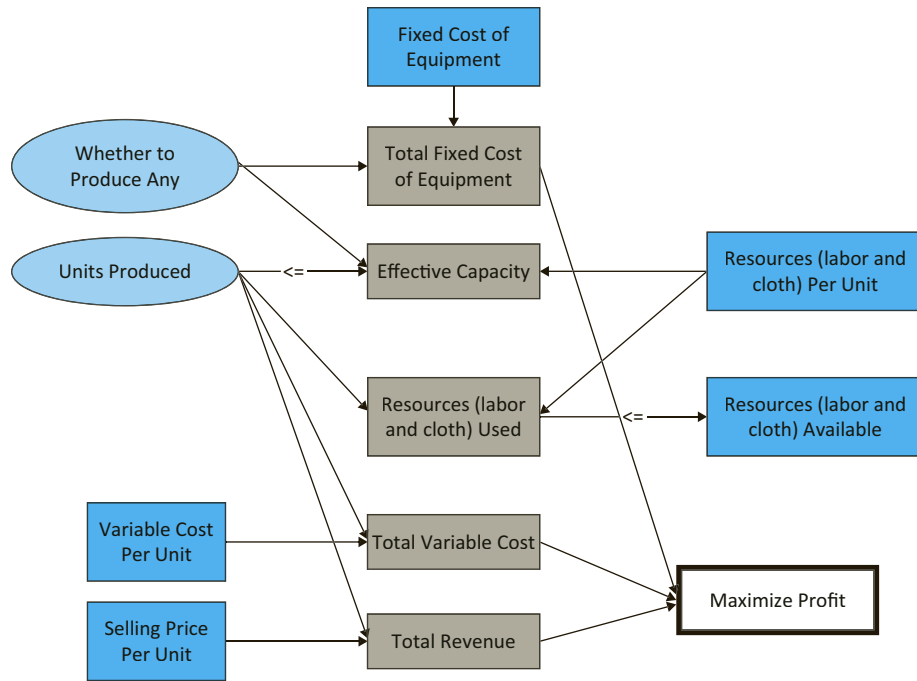 Fixed Cost of
Equipment
Whether to
Produce Any
Total Fixed Cost
of Equipment
Units Produced
<=
Effective Capacity
Resources (labor
and cloth) Per Unit
Resources (labor
and cloth) Used
<=
Resources (labor and
cloth) Available
Variable Cost
Per Unit
Total Variable Cost
Maximize Profit
Selling Price
Per Unit
Total Revenue